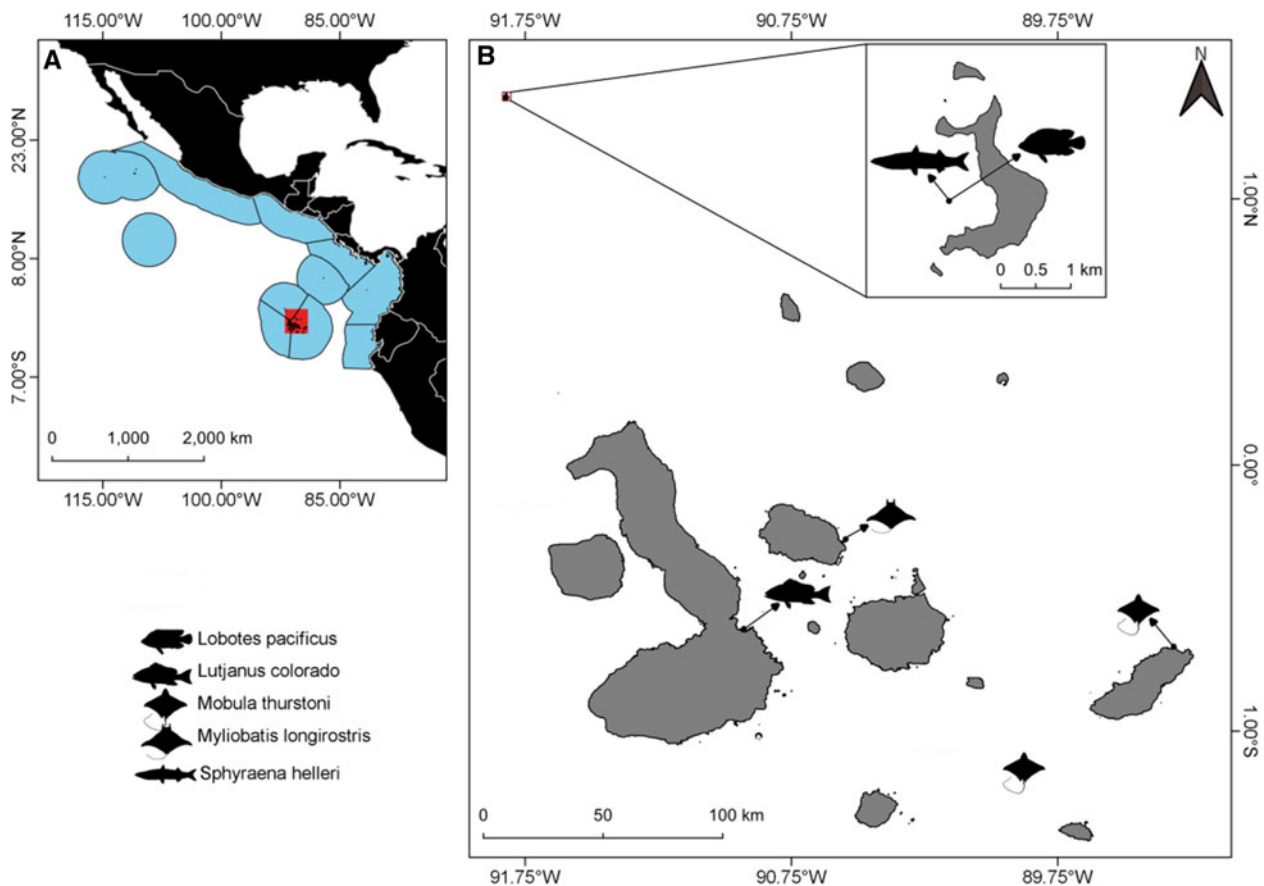 115.00°W 100.00°W 85.00°W
91.75°W 90.75°W 89.75°W
A
B
N
23.00°N
8.00°N
7.00°S
0 1,000 2,000 km
115.00°W 100.00°W 85.00°W
0 0.5 1 km
1.00°N
0.00°
1.00°S
Lobotes pacificus
Lutjanus colorado
Mobula thurstoni
Myliobatis longirostris
Sphyraena helleri
0 50 100 km
91.75°W 90.75°W 89.75°W